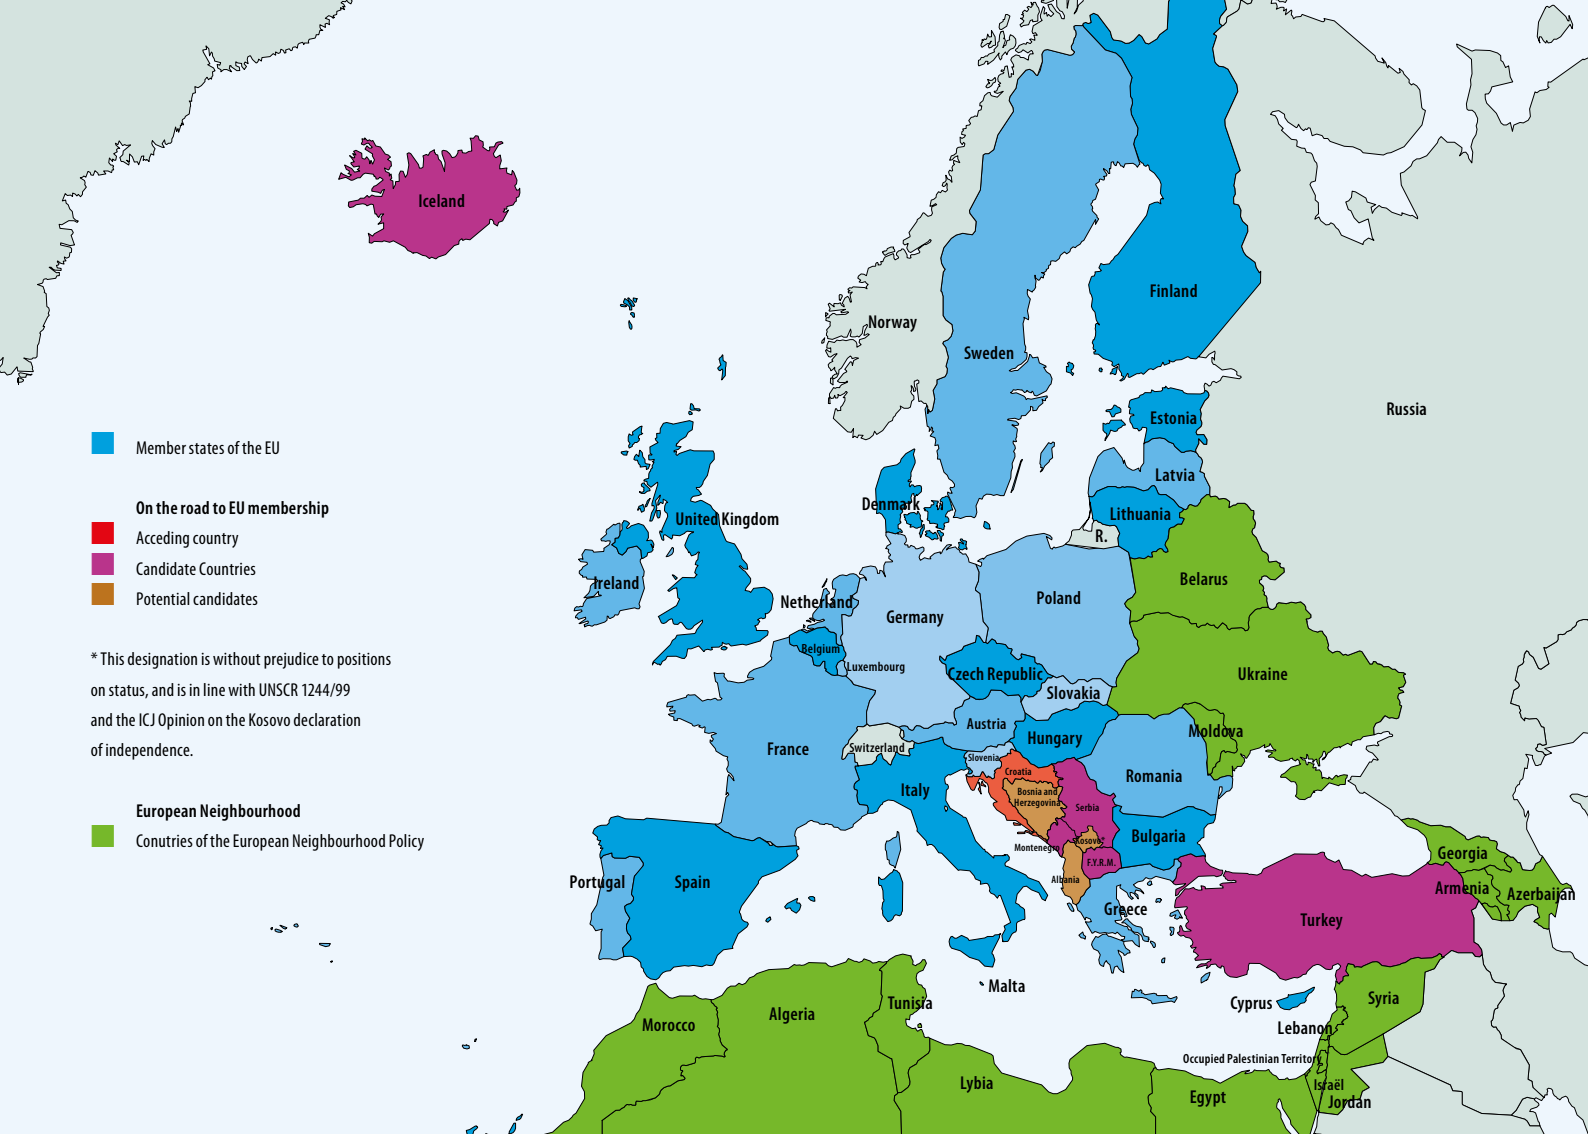 Iceland
Norway
Finland
Sweden
Russia
Estonia
Latvia
Lithuania
R.
Denmark
United Kingdom
Ireland
Netherland
Belgium
Luxembourg
Germany
Poland
Belarus
Ukraine
Czech Republic
Slovakia
Austria
Hungary
Moldova
France
Switzerland
Slovenia
Croatia
Bosnia and
Herzegovina
Italy
Romania
Serbia
Montenegro
Kosovo*
F.Y.R.M.
Albania
Bulgaria
Georgia
Armenia
Azerbaijan
Portugal
Spain
Greece
Turkey
Malta
Cyprus
Syria
Lebanon
Occupied Palestinian Territory
Israël
Jordan
Morocco
Algeria
Tunisia
Lybia
Egypt
Member states of the EU
On the road to EU membership
Acceding country
Candidate Countries
Potential candidates
* This designation is without prejudice to positions
on status, and is in line with UNSCR 1244/99
and the ICJ Opinion on the Kosovo declaration
of independence.
European Neighbourhood
Conutries of the European Neighbourhood Policy